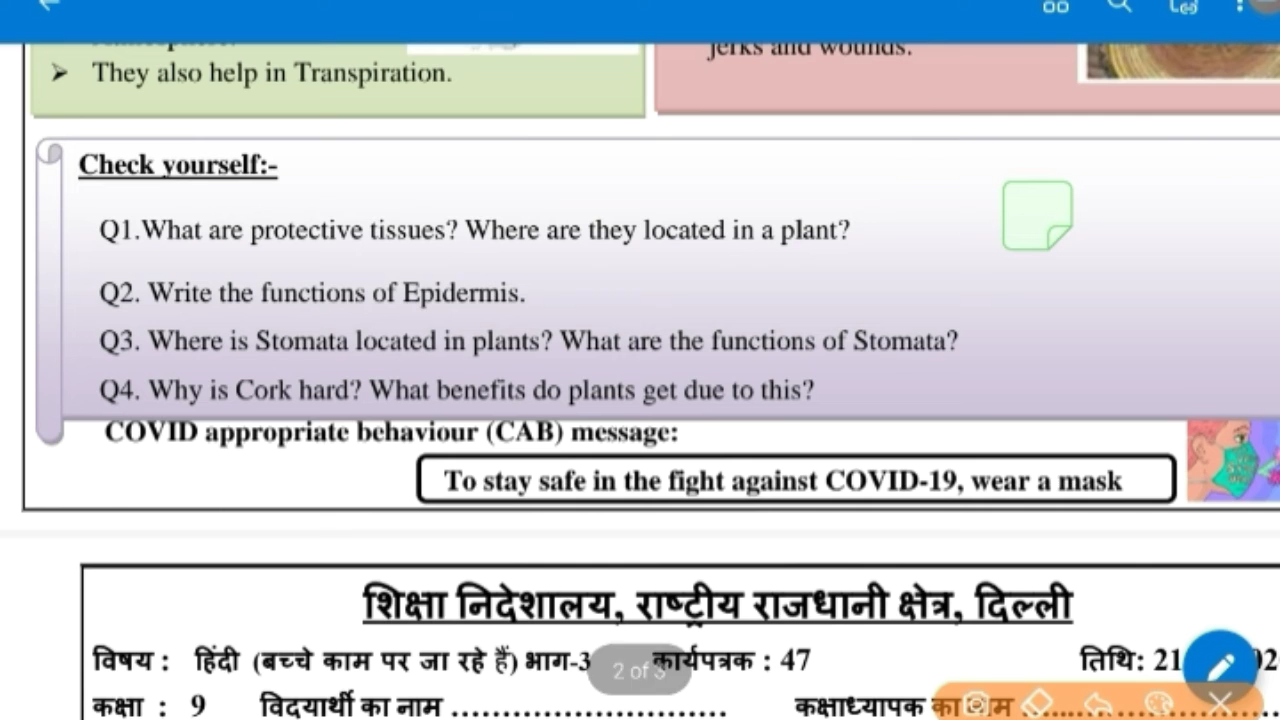 jerks and wounds.
➢ They also help in Transpiration.
Check yourself:-
Q1.What are protective tissues? Where are they located in a plant?
Q2. Write the functions of Epidermis.
Q3. Where is Stomata located in plants? What are the functions of Stomata?
Q4. Why is Cork hard? What benefits do plants get due to this?
COVID appropriate behaviour (CAB) message:
To stay safe in the fight against COVID-19, wear a mask
शिक्षा निदेशालय, राष्ट्रीय राजधानी क्षेत्र, दिल्ली
विषय : हिंदी (बच्चे काम पर जा रहे हैं) भाग-3 2 of 3 कार्यपत्रक : 47 तिथि: 21
कक्षा : 9 विद्यार्थी का नाम .......................... कक्षाध्यापक का